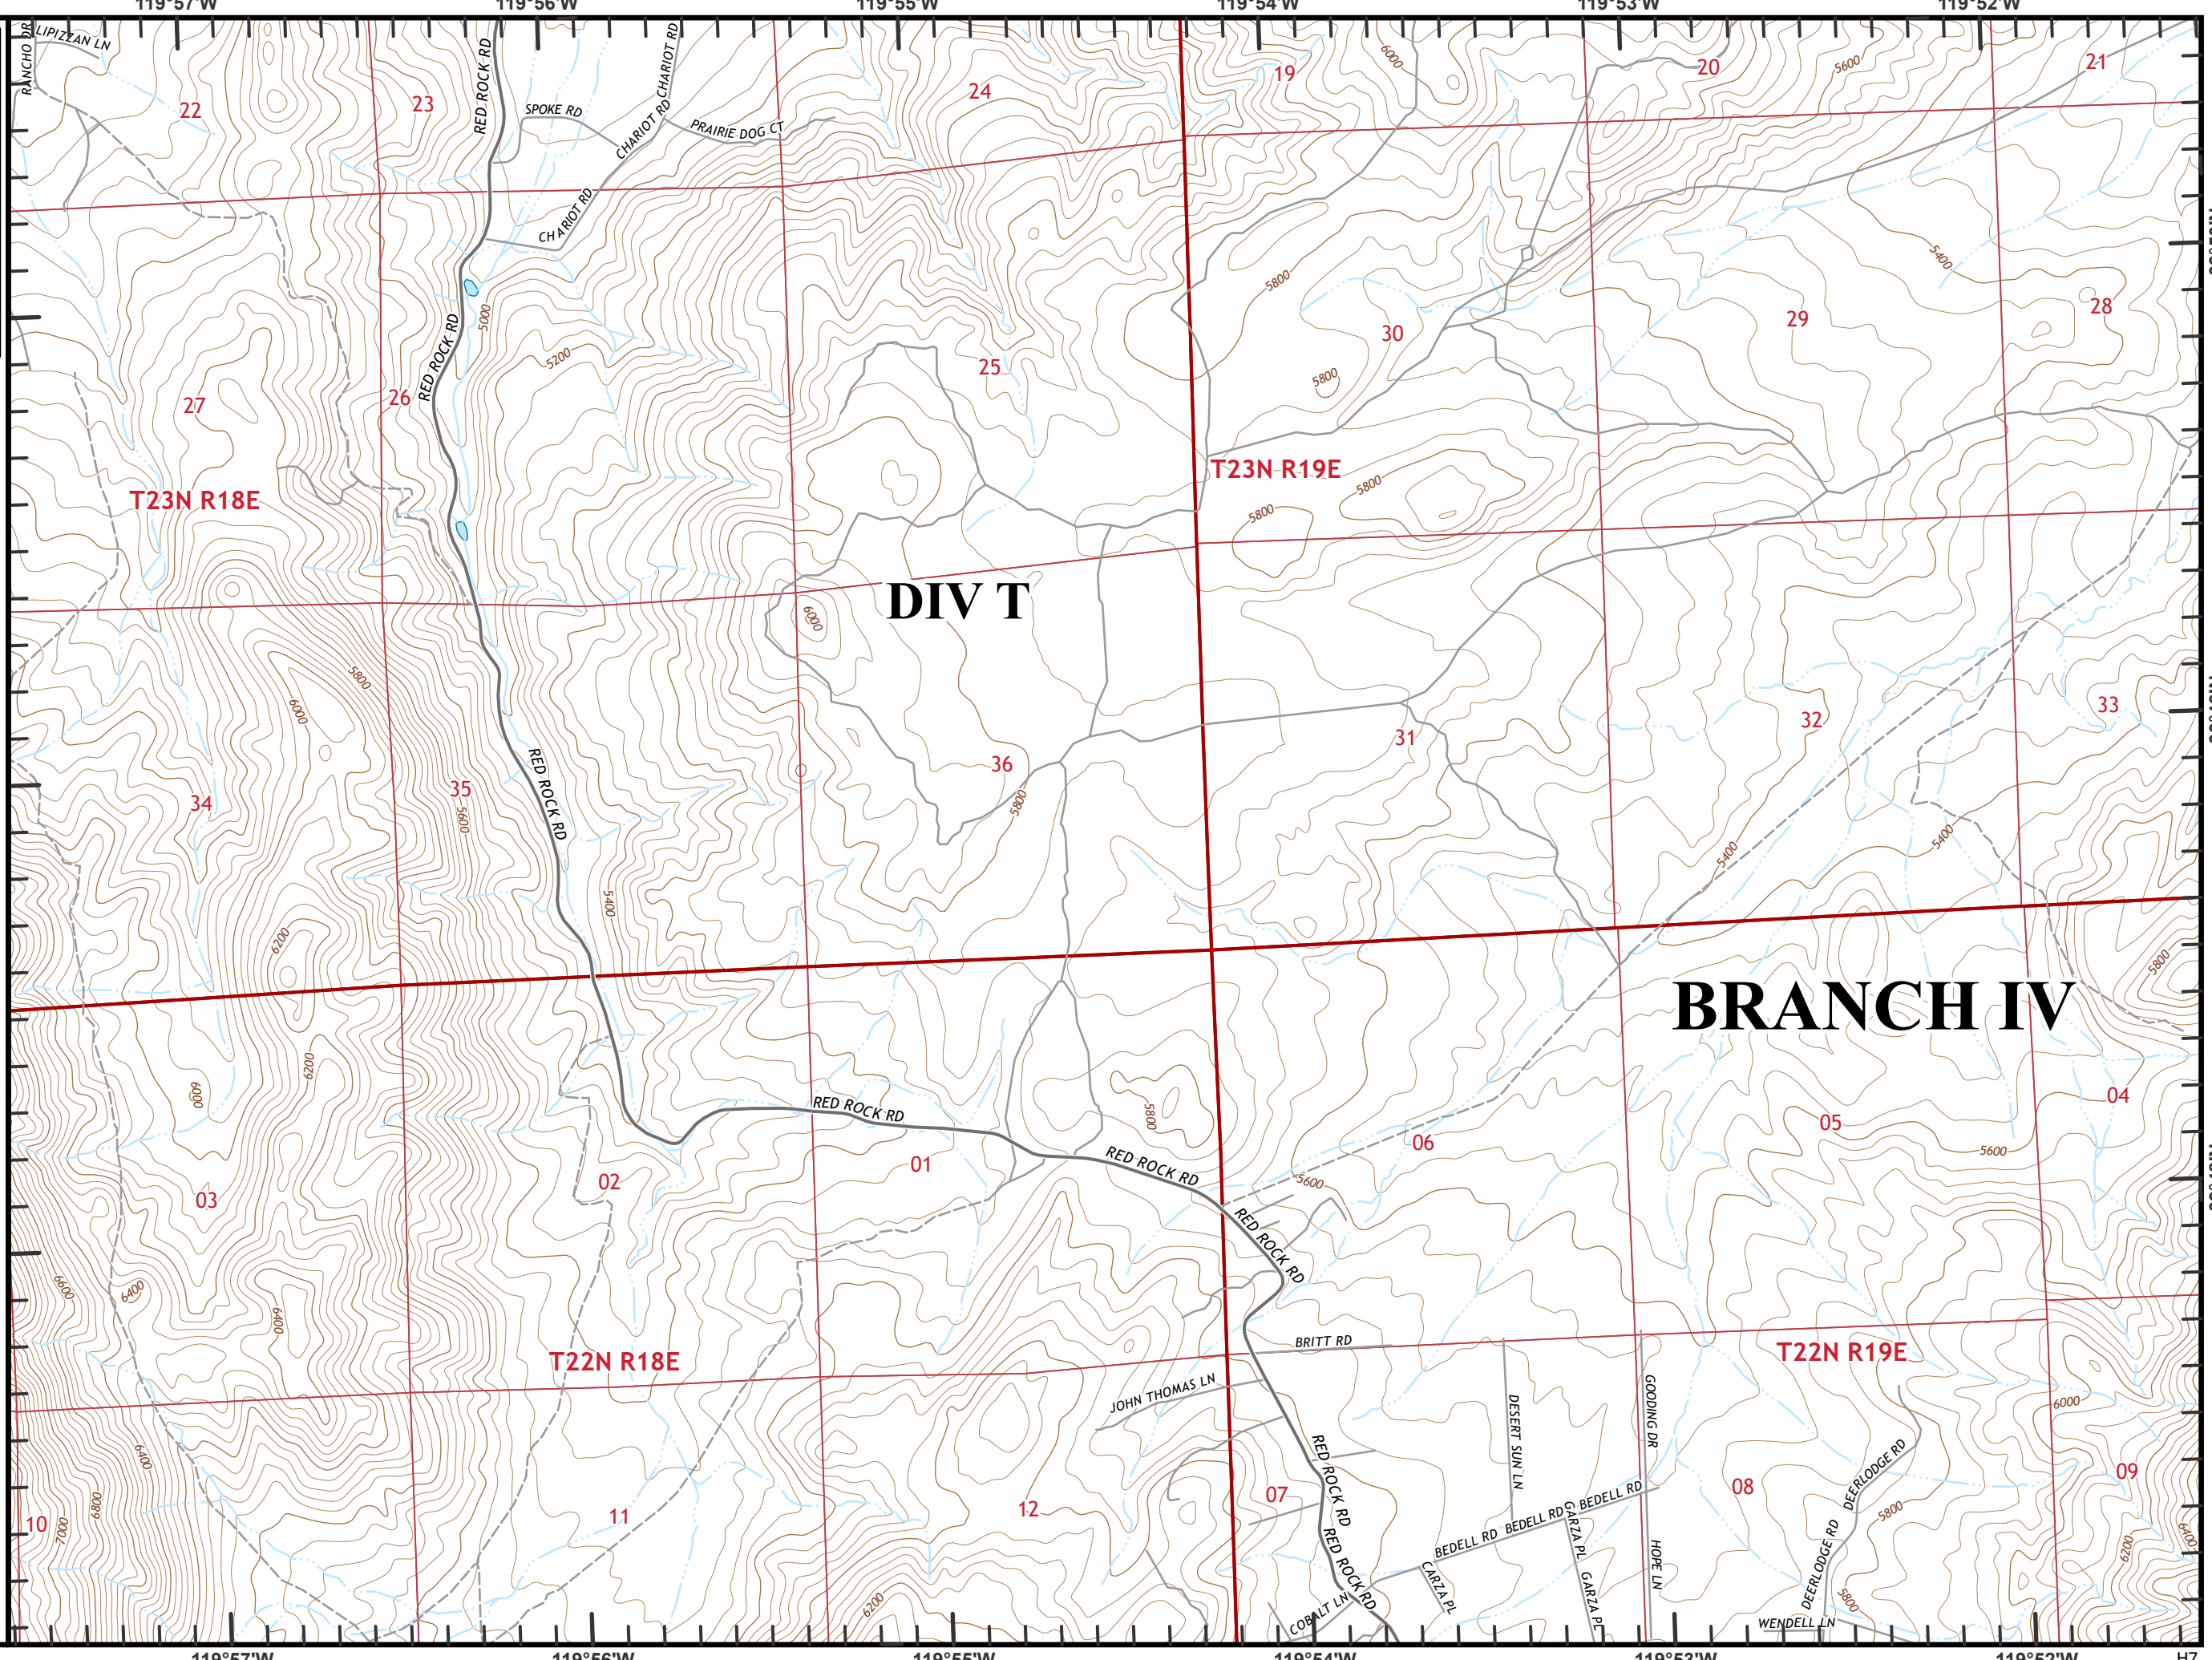 119°57'W 119°56'W 119°55'W 119°54'W 119°53'W 119°52'W
RANCHO DR
LIPIZZAN LN
22
23
RED ROCK RD
SPOKE RD
CHARIOT RD
CHARIOT RD
PRAIRIE DOG CT
24
19
6000
20
5600
21
CHARIOT RD
5000
RED ROCK RD
5200
5800
5400
28
29
30
25
5800
26
27
T23N R18E
T23N R19E
5800
5800
DIV T
6000
5800
6000
33
32
31
36
5800
35
5600
34
RED ROCK RD
5400
5400
5400
6200
5800
BRANCH IV
6200
6000
RED ROCK RD
5800
04
05
06
5600
01
RED ROCK RD
02
03
5600
RED ROCK RD
6600
6400
6400
T22N R18E
BRITT RD
T22N R19E
JOHN THOMAS LN
DESERT SUN LN
GOODING DR
6000
6400
RED ROCK RD
DEERLODGE RD
09
08
07
12
11
10
6800
7000
BEDELL RD
BEDELL RD
BEDELL RD
GARZA PL
5800
6400
6200
HOPE LN
DEERLODGE RD
RED ROCK RD
GARZA PL
GARZA PL
COBALT LN
6200
5800
WENDELL LN
119°57'W 119°56'W 119°55'W 119°54'W 119°53'W 119°52'W
H7